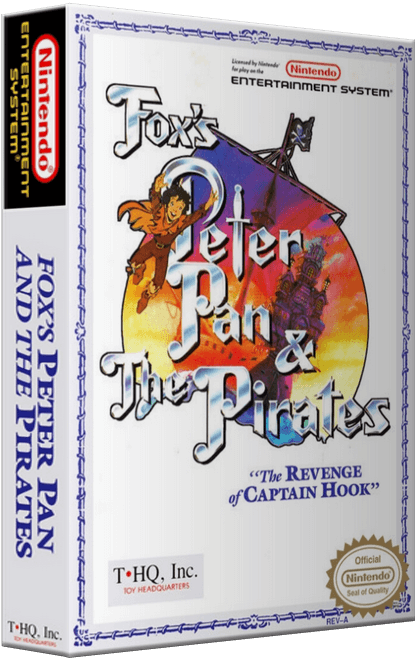 Licensed by Nintendo®
for play on the
Nintendo®
ENTERTAINMENT SYSTEM®
Fox's
Peter
Pan
&
The Pirates
"The REVENGE
of CAPTAIN HOOK"
T•HQ, Inc.
TOY HEADQUARTERS
Official
Nintendo®
Seal of Quality
REV-A
Nintendo®
ENTERTAINMENT
SYSTEM®
FOX'S PETER PAN
AND THE PIRATES
T•HQ, Inc.
TOY HEADQUARTERS